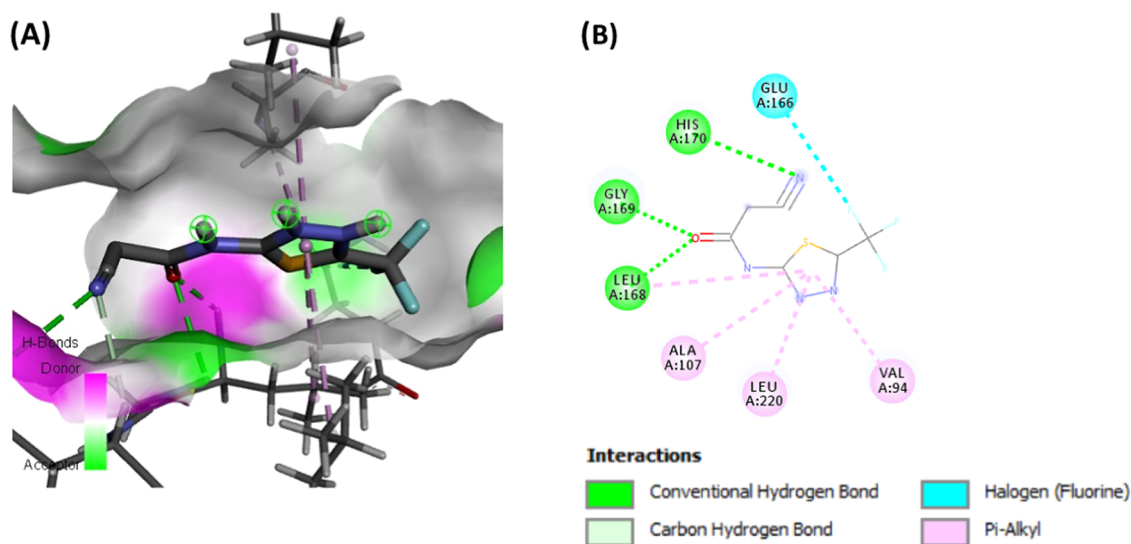 (A)
H-Bonds
Donor
Acceptor
(B)
GLU
A:166
HIS
A:170
GLY
A:169
LEU
A:168
ALA
A:107
LEU
A:220
VAL
A:94
N
O
S
N
N
N
F
F
F
Interactions
Conventional Hydrogen Bond
Carbon Hydrogen Bond
Halogen (Fluorine)
Pi-Alkyl